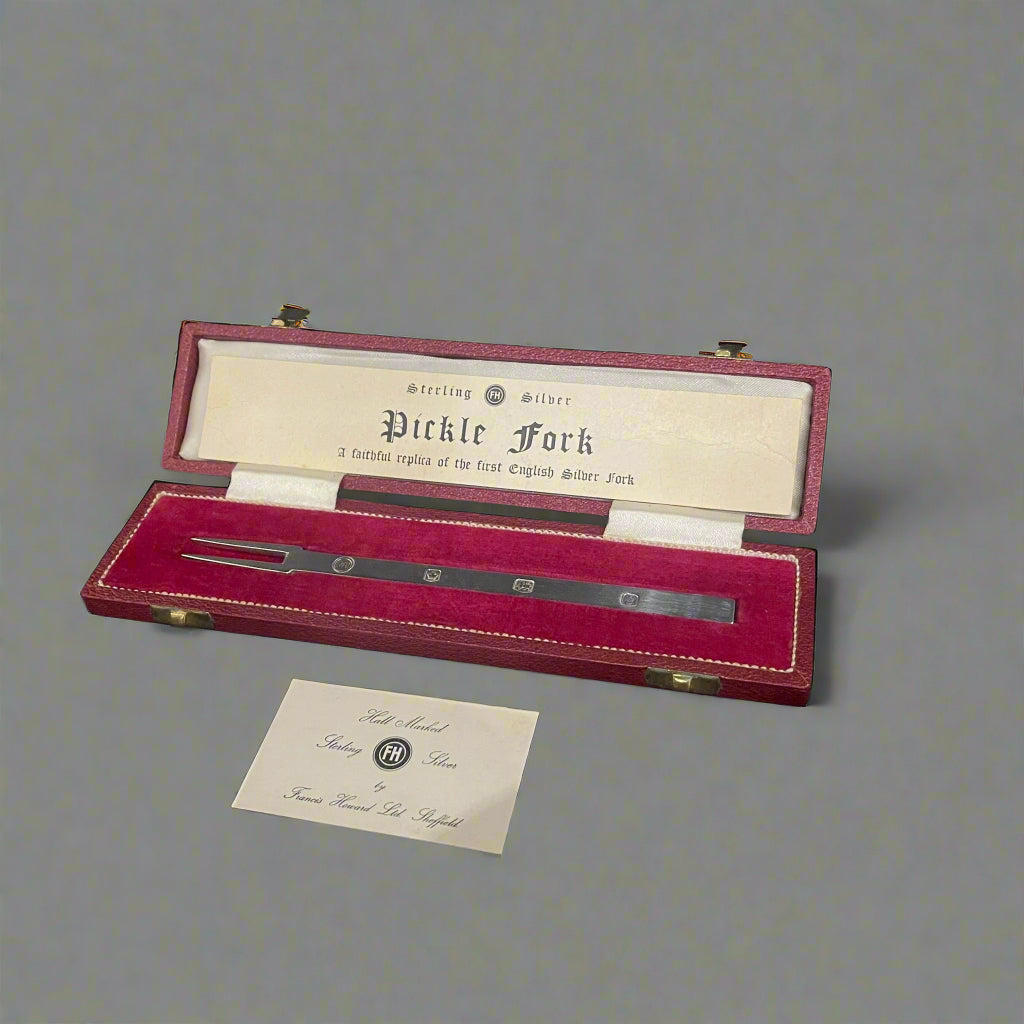 Sterling FH Silver
Pickle Fork
A faithful replica of the first English Silver Fork
Hall Marked
Sterling FH Silver
by
Francis Howard Ltd. Sheffield.